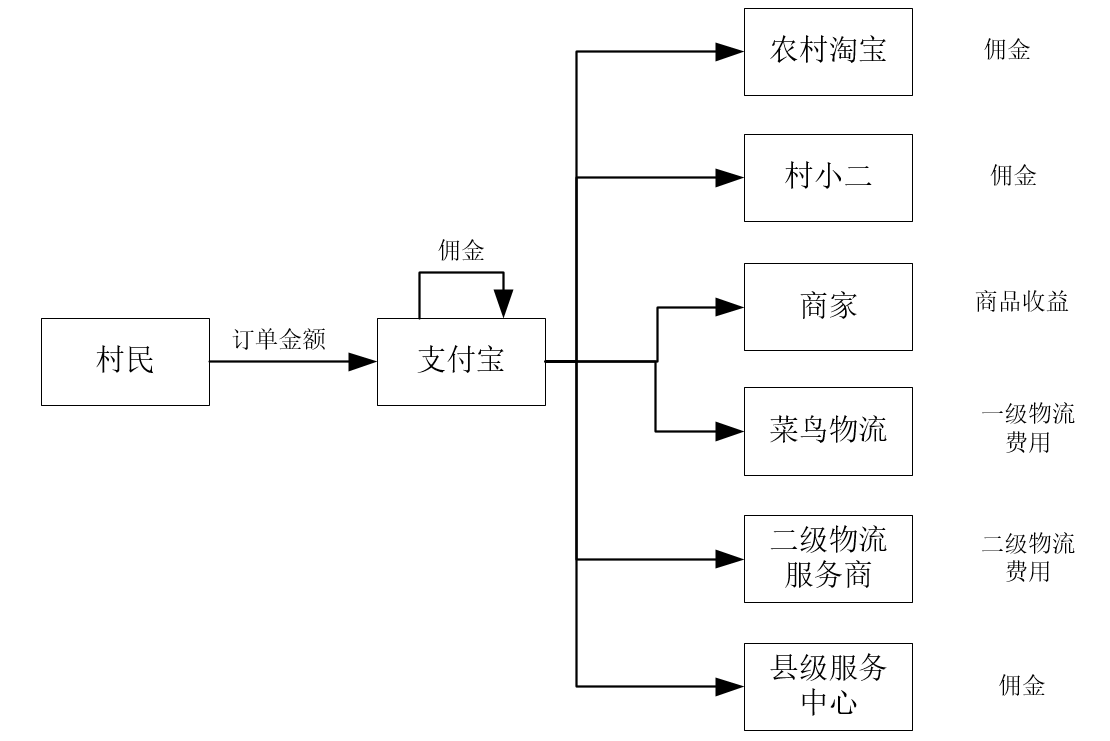 农村淘宝
佣金
村小二
佣金
佣金
商家
商品收益
村民
订单金额
支付宝
菜鸟物流
一级物流
费用
二级物流
服务商
二级物流
费用
县级服务
中心
佣金